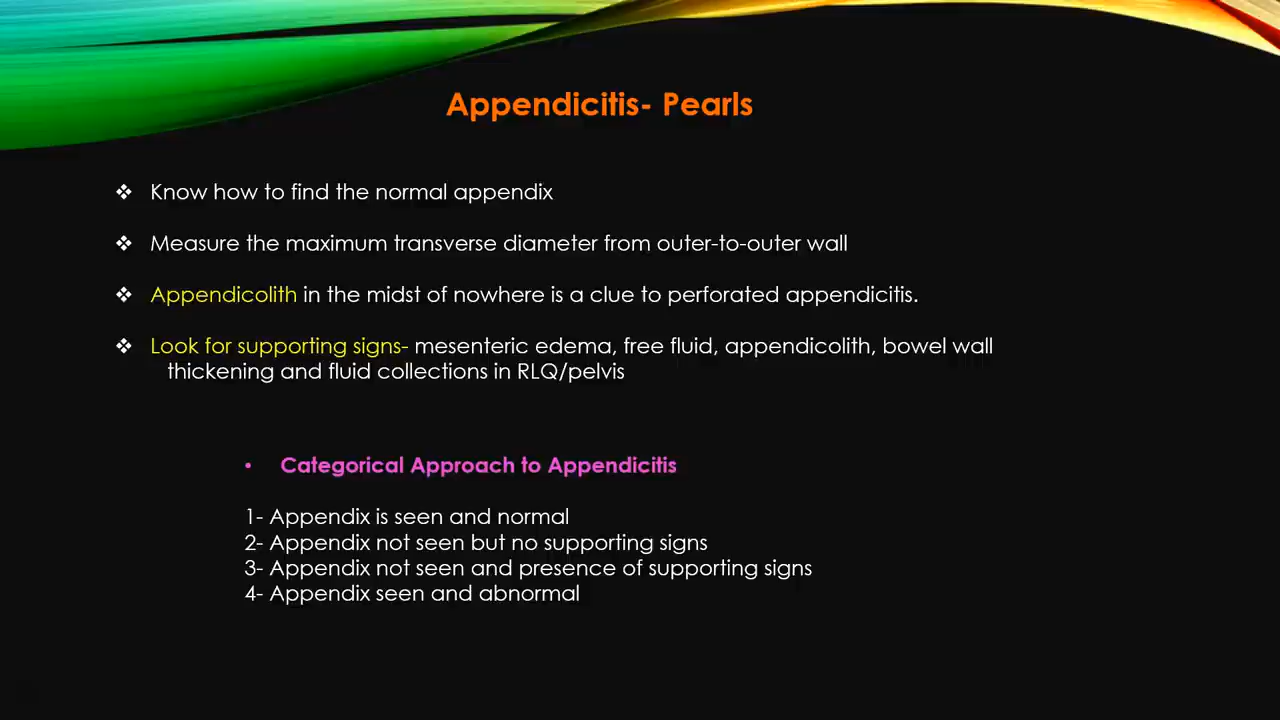 Appendicitis- Pearls
❖ Know how to find the normal appendix
❖ Measure the maximum transverse diameter from outer-to-outer wall
❖ Appendicolith in the midst of nowhere is a clue to perforated appendicitis.
❖ Look for supporting signs- mesenteric edema, free fluid, appendicolith, bowel wall
thickening and fluid collections in RLQ/pelvis
• Categorical Approach to Appendicitis
1- Appendix is seen and normal
2- Appendix not seen but no supporting signs
3- Appendix not seen and presence of supporting signs
4- Appendix seen and abnormal